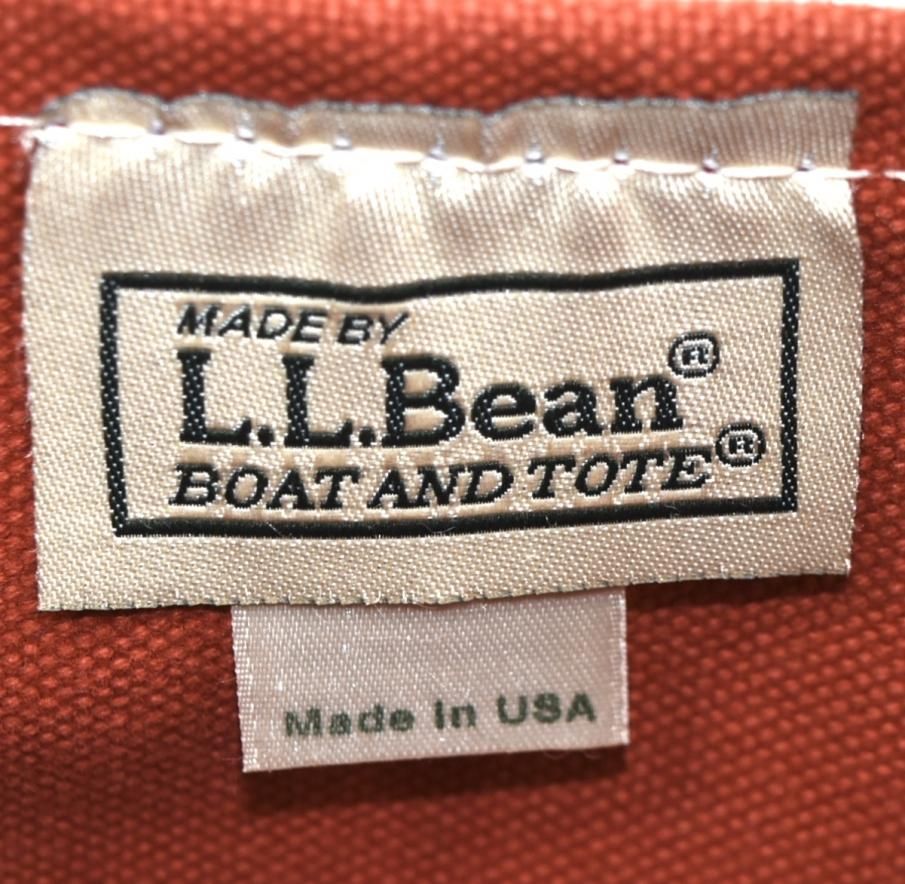 MADE BY
L.L.Bean®
BOAT AND TOTE®
Made In USA